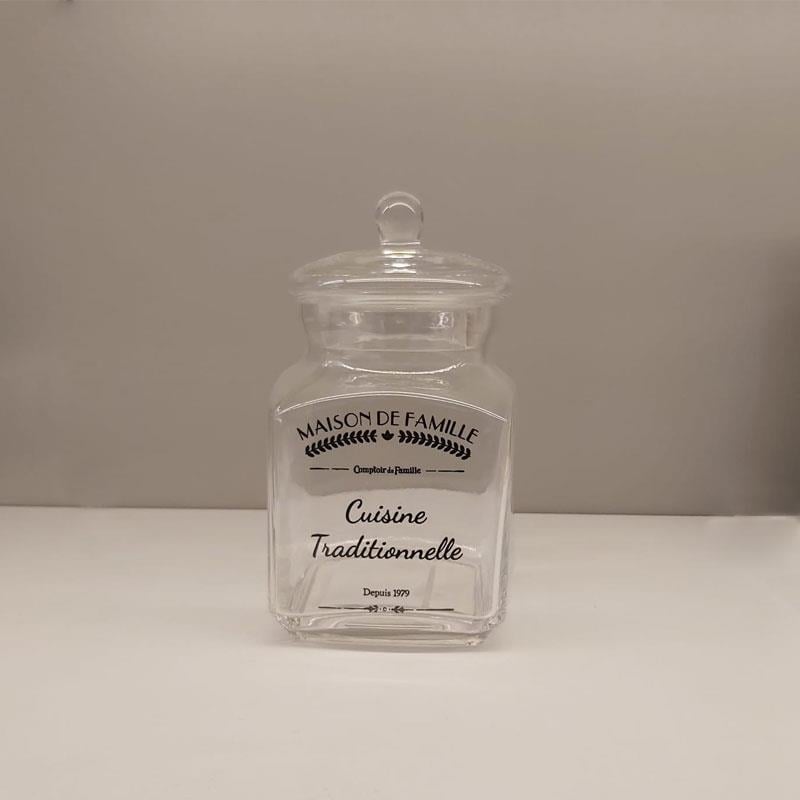 MAISON DE FAMILLE
Comptoir de Famille
Cuisine
Traditionnelle
Depuis 1979